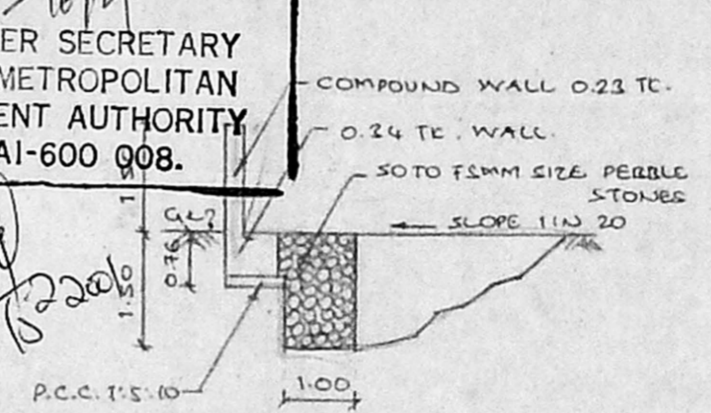 ER SECRETARY
METROPOLITAN
ENT AUTHORITY
AI-600 008.
COMPOUND WALL 0.23 TK.
0.34 TK. WALL.
50 TO 75MM SIZE PEBBLE
STONES
SLOPE 1 IN 20
0.76
1.50
P.C.C. 1:5:10
1.00